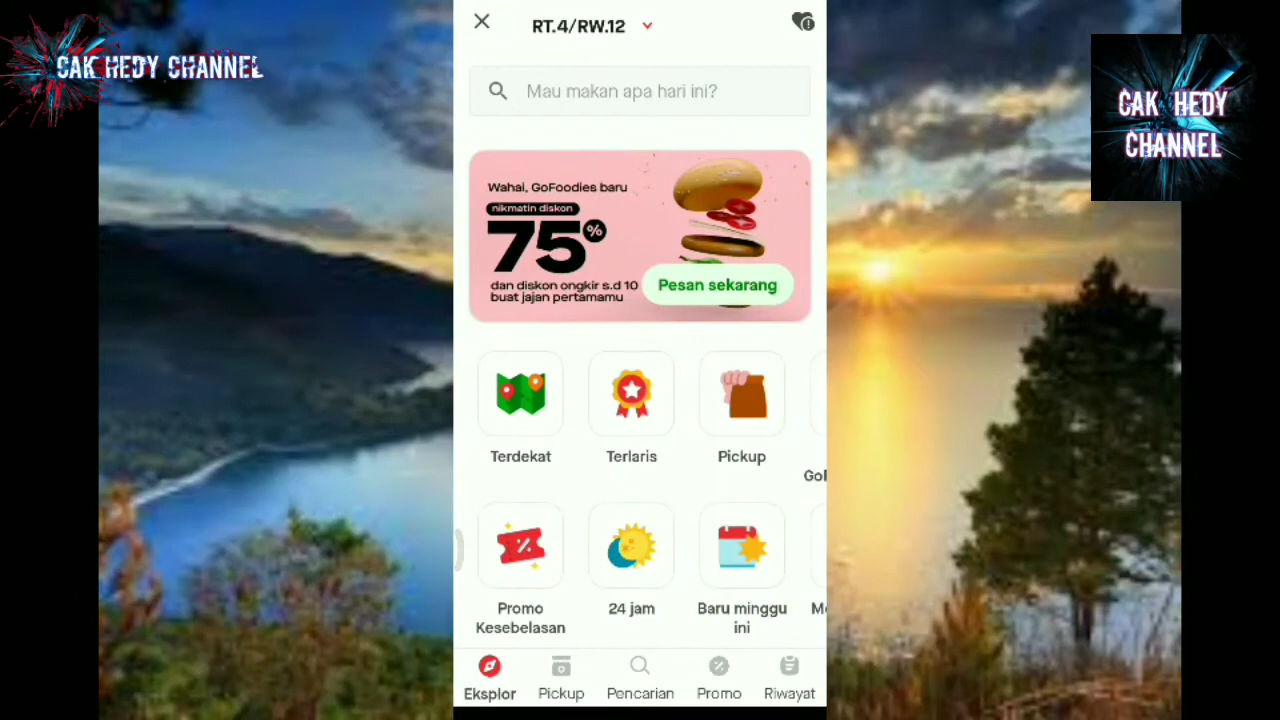 CAK HEDY CHANNEL
CAK HEDY
CHANNEL
RT.4/RW.12
Mau makan apa hari ini?
Wahai, GoFoodies baru
nikmatin diskon
75%
dan diskon ongkir s.d 10
buat jajan pertamamu
Pesan sekarang
Terdekat
Terlaris
Pickup
Promo
Kesebelasan
24 jam
Baru minggu
ini
Eksplor
Pickup
Pencarian
Promo
Riwayat